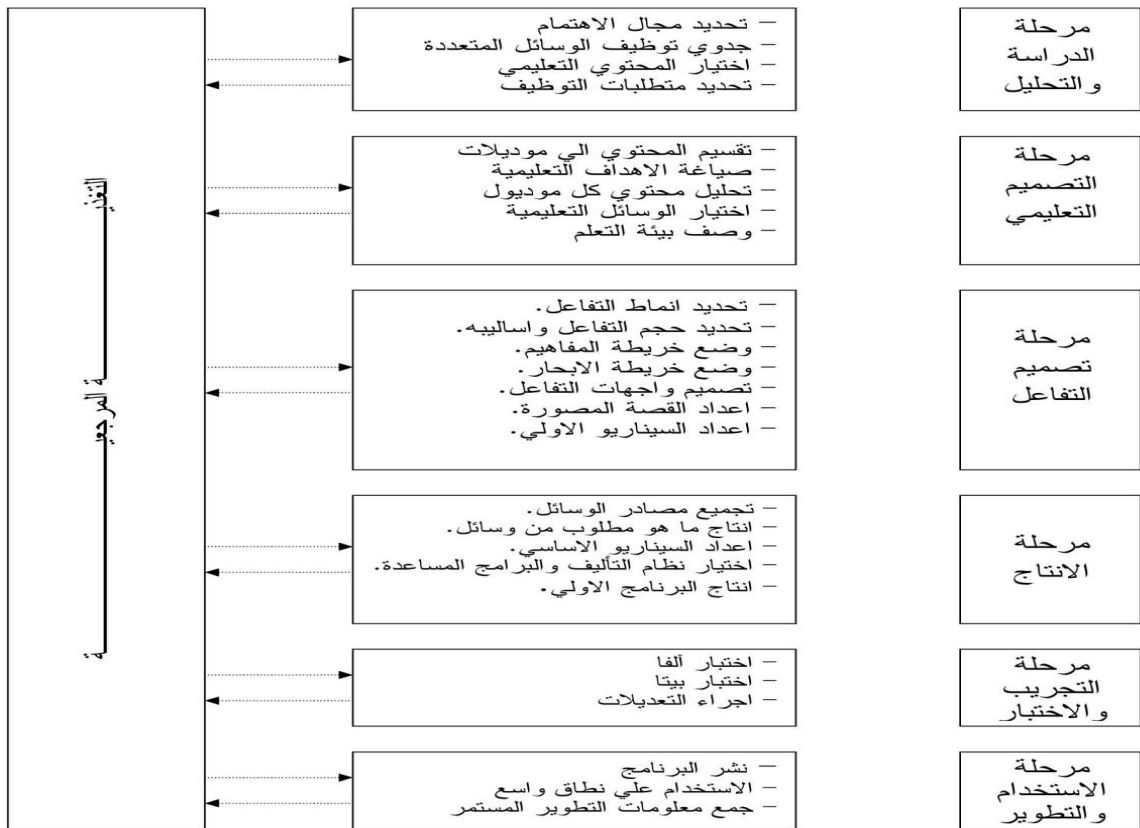 مرحلة
الدراسة
والتحليل
– تحديد مجال الاهتمام
– جدوي توظيف الوسائل المتعددة
– اختيار المحتوي التعليمي
– تحديد متطلبات التوظيف
مرحلة
التصميم
التعليمي
– تقسيم المحتوي الي موديلات
– صياغة الاهداف التعليمية
– تحليل محتوي كل موديول
– اختيار الوسائل التعليمية
– وصف بيئة التعلم
مرحلة
تصميم
التفاعل
– تحديد انماط التفاعل.
– تحديد حجم التفاعل واساليبه.
– وضع خريطة المفاهيم.
– وضع خريطة الابحار.
– تصميم واجهات التفاعل.
– اعداد القصة المصورة.
– اعداد السيناريو الاولي.
مرحلة
الانتاج
– تجميع مصادر الوسائل.
– انتاج ما هو مطلوب من وسائل.
– اعداد السيناريو الاساسي.
– اختيار نظام التأليف والبرامج المساعدة.
– انتاج البرنامج الاولي.
مرحلة
التجريب
والاختبار
– اختبار ألفا
– اختبار بيتا
– اجراء التعديلات
مرحلة
الاستخدام
والتطوير
– نشر البرنامج
– الاستخدام علي نطاق واسع
– جمع معلومات التطوير المستمر
التغذيـــــــة المرجعيـــــــة